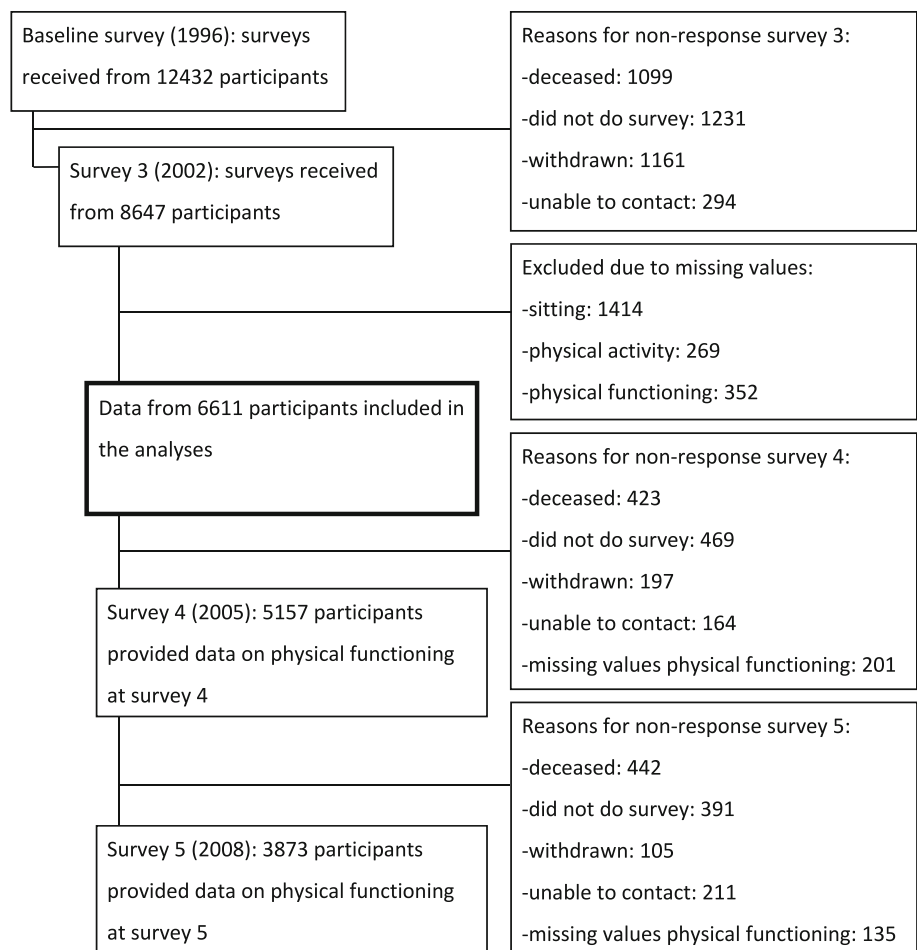 Baseline survey (1996): surveys
received from 12432 participants
Reasons for non-response survey 3:
-deceased: 1099
-did not do survey: 1231
-withdrawn: 1161
-unable to contact: 294
Survey 3 (2002): surveys received
from 8647 participants
Excluded due to missing values:
-sitting: 1414
-physical activity: 269
-physical functioning: 352
Data from 6611 participants included in
the analyses
Reasons for non-response survey 4:
-deceased: 423
-did not do survey: 469
-withdrawn: 197
-unable to contact: 164
-missing values physical functioning: 201
Survey 4 (2005): 5157 participants
provided data on physical functioning
at survey 4
Reasons for non-response survey 5:
-deceased: 442
-did not do survey: 391
-withdrawn: 105
-unable to contact: 211
-missing values physical functioning: 135
Survey 5 (2008): 3873 participants
provided data on physical functioning
at survey 5